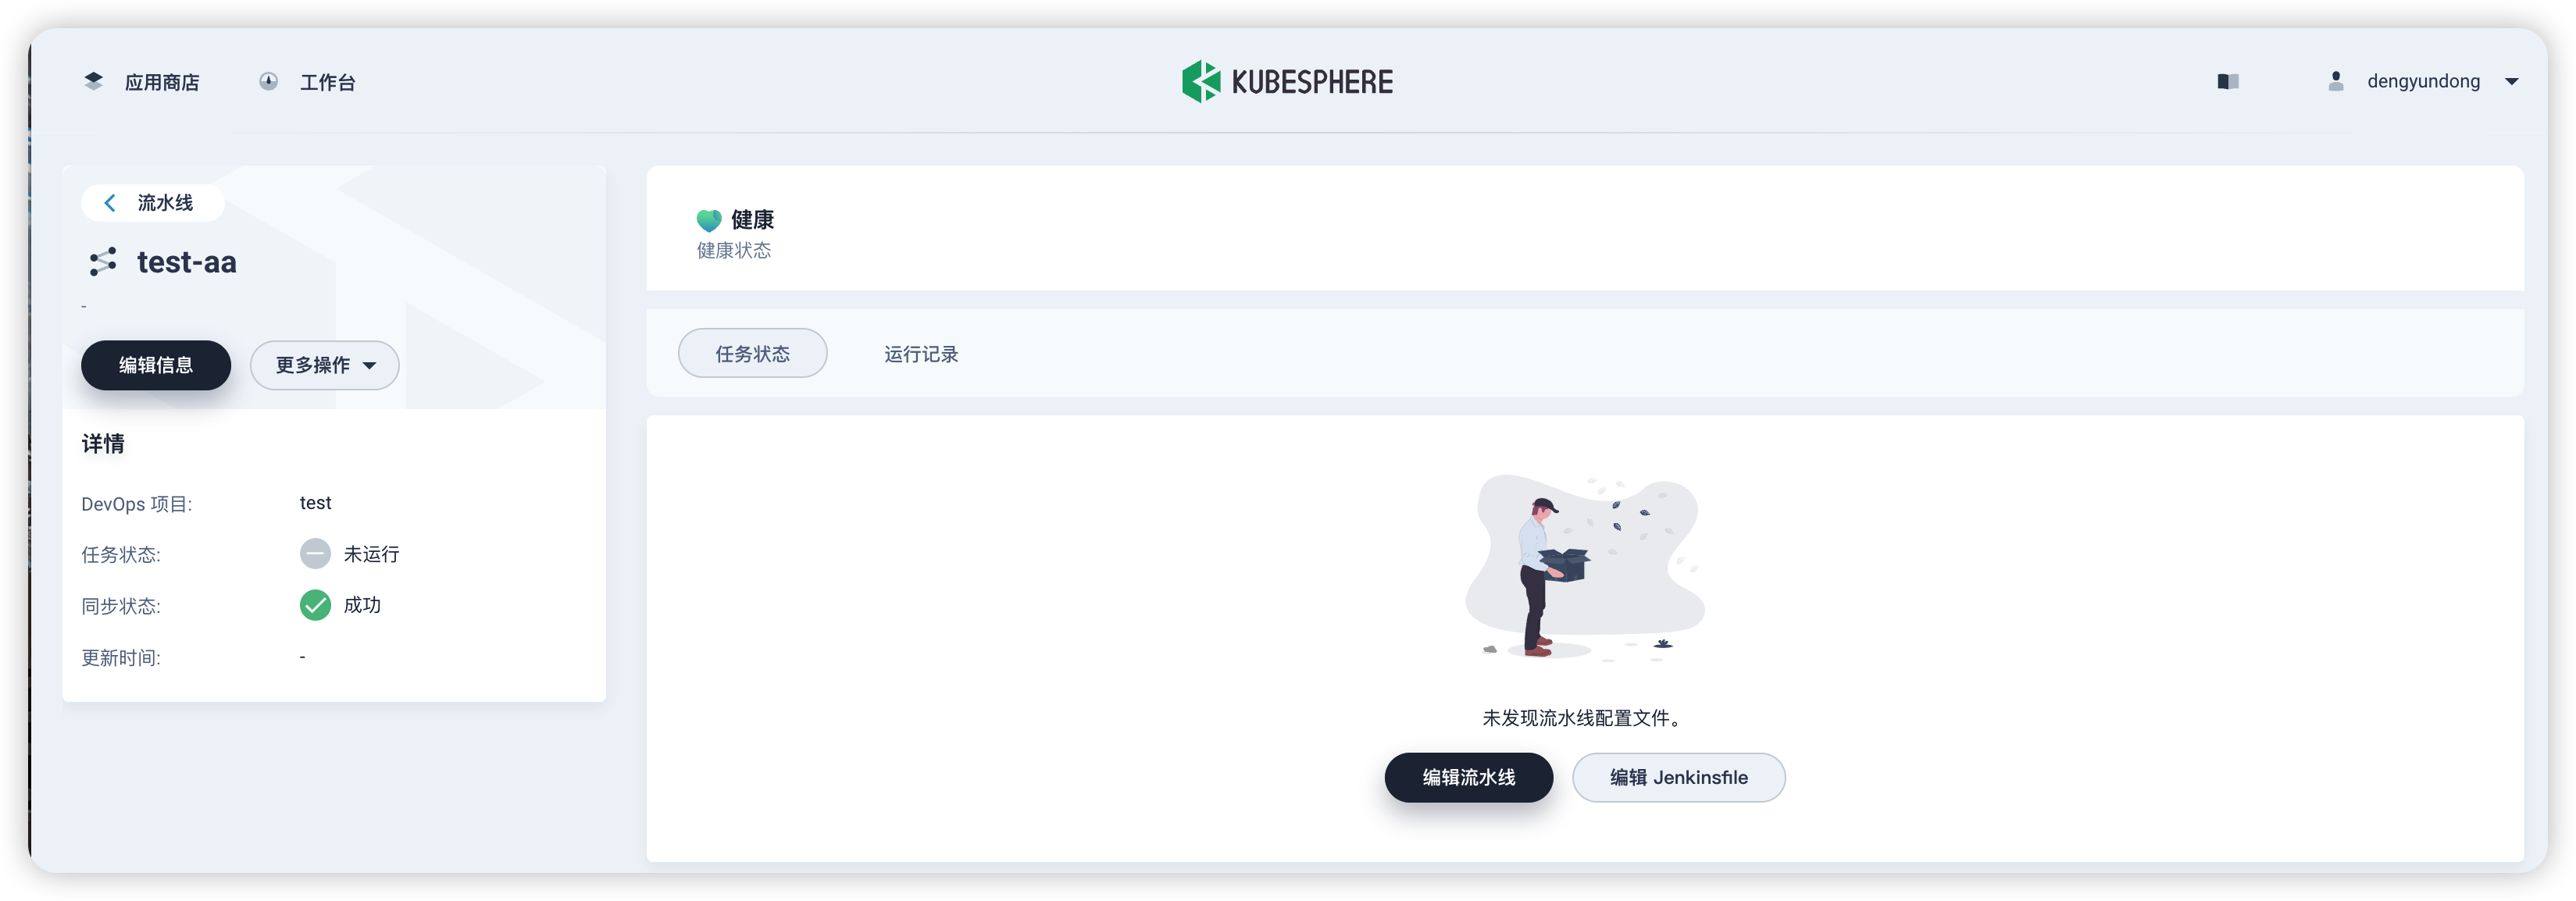 应用商店 工作台 KUBESPHERE dengyundong
流水线
test-aa
-
编辑信息 更多操作
详情
DevOps 项目: test
任务状态: 未运行
同步状态: 成功
更新时间: -
健康
健康状态
任务状态 运行记录
未发现流水线配置文件。
编辑流水线 编辑 Jenkinsfile